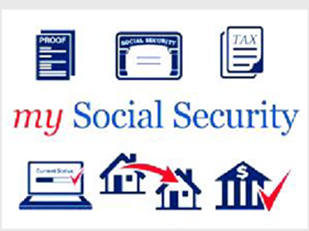 PROOF
SOCIAL SECURITY
TAX
my Social Security
Current Status
$